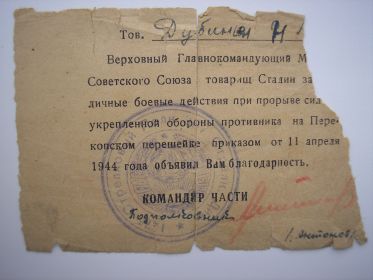 Тов. Дубинин Н
Верховный Главнокомандующий М
Советского Союза товарищ Сталин за
личные боевые действия при прорыве сил
укрепленной обороны противника на Пере-
копском перешейке приказом от 11 апреля
1944 года объявил Вам благодарность.
КОМАНДИР ЧАСТИ
Подполковник
/. Антонов/